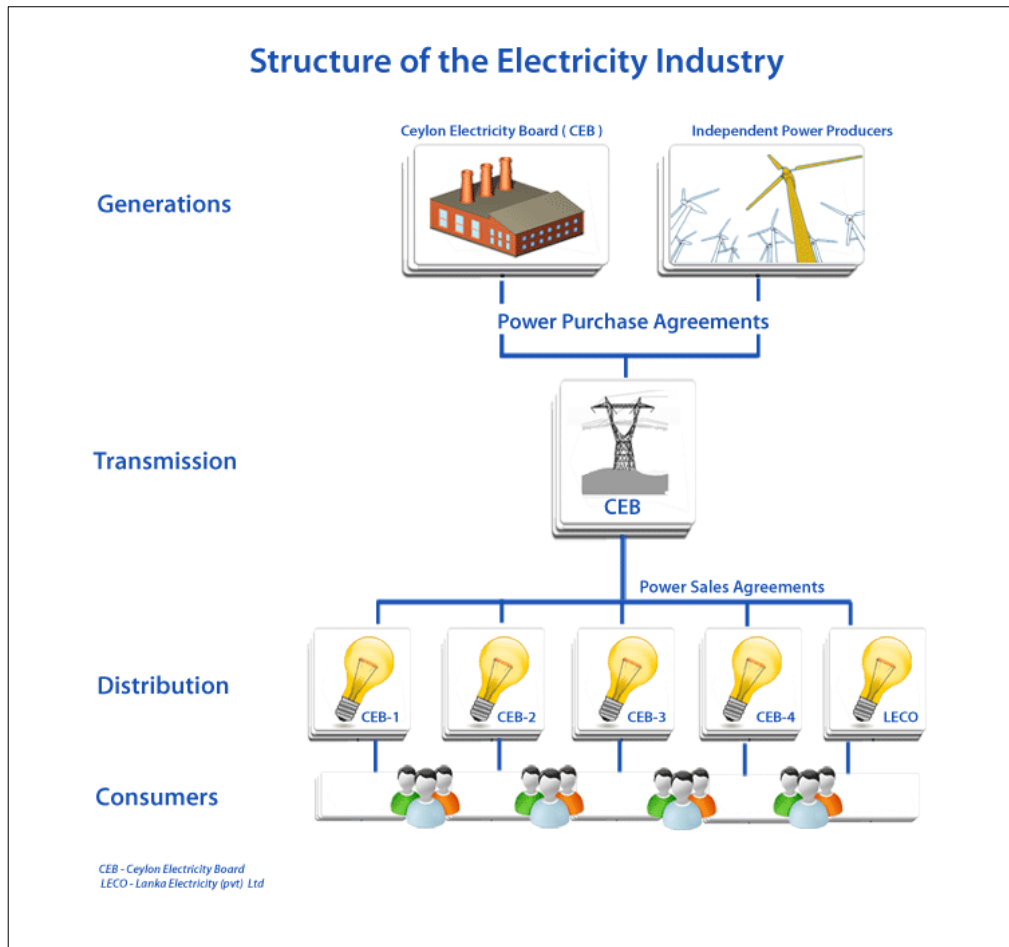 Structure of the Electricity Industry
Ceylon Electricity Board ( CEB )
Independent Power Producers
Generations
Power Purchase Agreements
Transmission
CEB
Power Sales Agreements
Distribution
CEB-1
CEB-2
CEB-3
CEB-4
LECO
Consumers
CEB - Ceylon Electricity Board
LECO - Lanka Electricity (pvt) Ltd